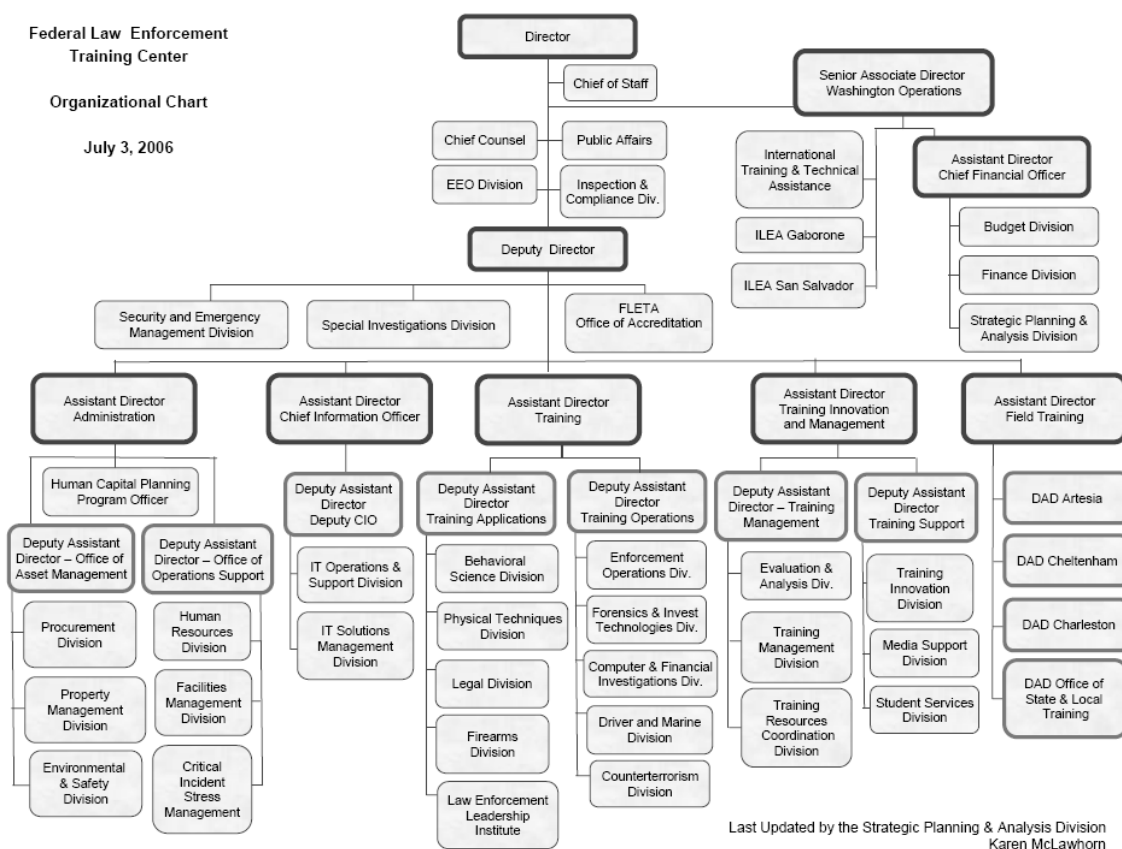 Federal Law Enforcement
Training Center
Organizational Chart
July 3, 2006
Director
Chief of Staff
Senior Associate Director
Washington Operations
Chief Counsel
Public Affairs
EEO Division
Inspection &
Compliance Div.
International
Training & Technical
Assistance
ILEA Gaborone
ILEA San Salvador
Assistant Director
Chief Financial Officer
Budget Division
Finance Division
Strategic Planning &
Analysis Division
Deputy Director
Security and Emergency
Management Division
Special Investigations Division
FLETA
Office of Accreditation
Assistant Director
Administration
Assistant Director
Chief Information Officer
Assistant Director
Training
Assistant Director
Training Innovation
and Management
Assistant Director
Field Training
Human Capital Planning
Program Officer
Deputy Assistant
Director – Office of
Asset Management
Procurement
Division
Property
Management
Division
Environmental
& Safety
Division
Deputy Assistant
Director – Office of
Operations Support
Human
Resources
Division
Facilities
Management
Division
Critical
Incident
Stress
Management
Deputy Assistant
Director
Deputy CIO
IT Operations &
Support Division
IT Solutions
Management
Division
Deputy Assistant
Director
Training Applications
Behavioral
Science Division
Physical Techniques
Division
Legal Division
Firearms
Division
Law Enforcement
Leadership
Institute
Deputy Assistant
Director
Training Operations
Enforcement
Operations Div.
Forensics & Invest
Technologies Div.
Computer & Financial
Investigations Div.
Driver and Marine
Division
Counterterrorism
Division
Deputy Assistant
Director – Training
Management
Evaluation &
Analysis Div.
Training
Management
Division
Training
Resources
Coordination
Division
Deputy Assistant
Director
Training Support
Training
Innovation
Division
Media Support
Division
Student Services
Division
DAD Artesia
DAD Cheltenham
DAD Charleston
DAD Office of
State & Local
Training
Last Updated by the Strategic Planning & Analysis Division
Karen McLawhorn